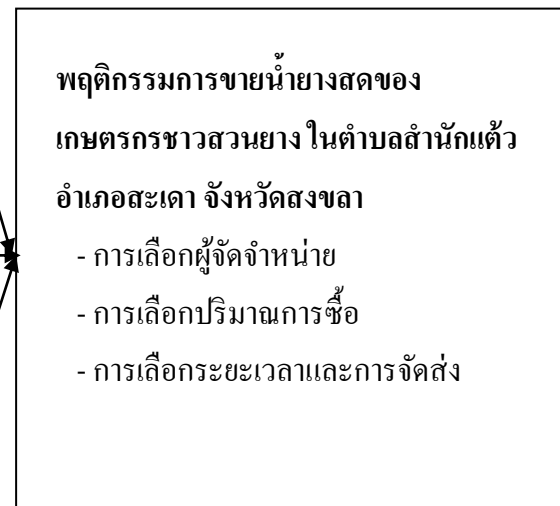 พฤติกรรมการขายน้ำยางสดของ
เกษตรกรชาวสวนยาง ในตำบลสำนักแต้ว
อำเภอสะเดา จังหวัดสงขลา
- การเลือกผู้จัดจำหน่าย
- การเลือกปริมาณการซื้อ
- การเลือกระยะเวลาและการจัดส่ง